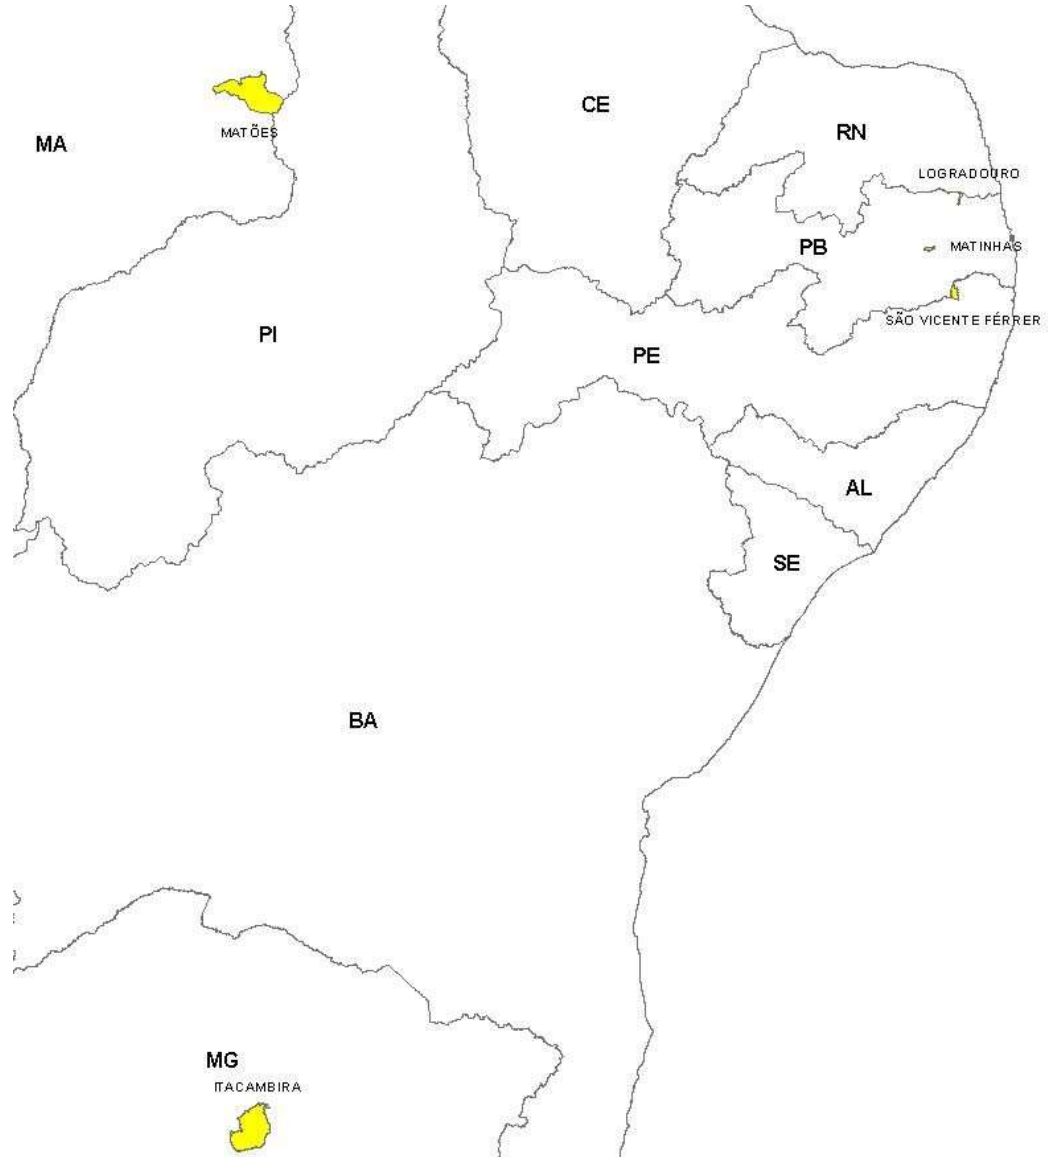 CE
RN
MATÕES
MA
LOGRADOURO
PB
MATINHAS
SÃO VICENTE FÉRRER
PI
PE
AL
SE
BA
MG
ITACAMBIRA